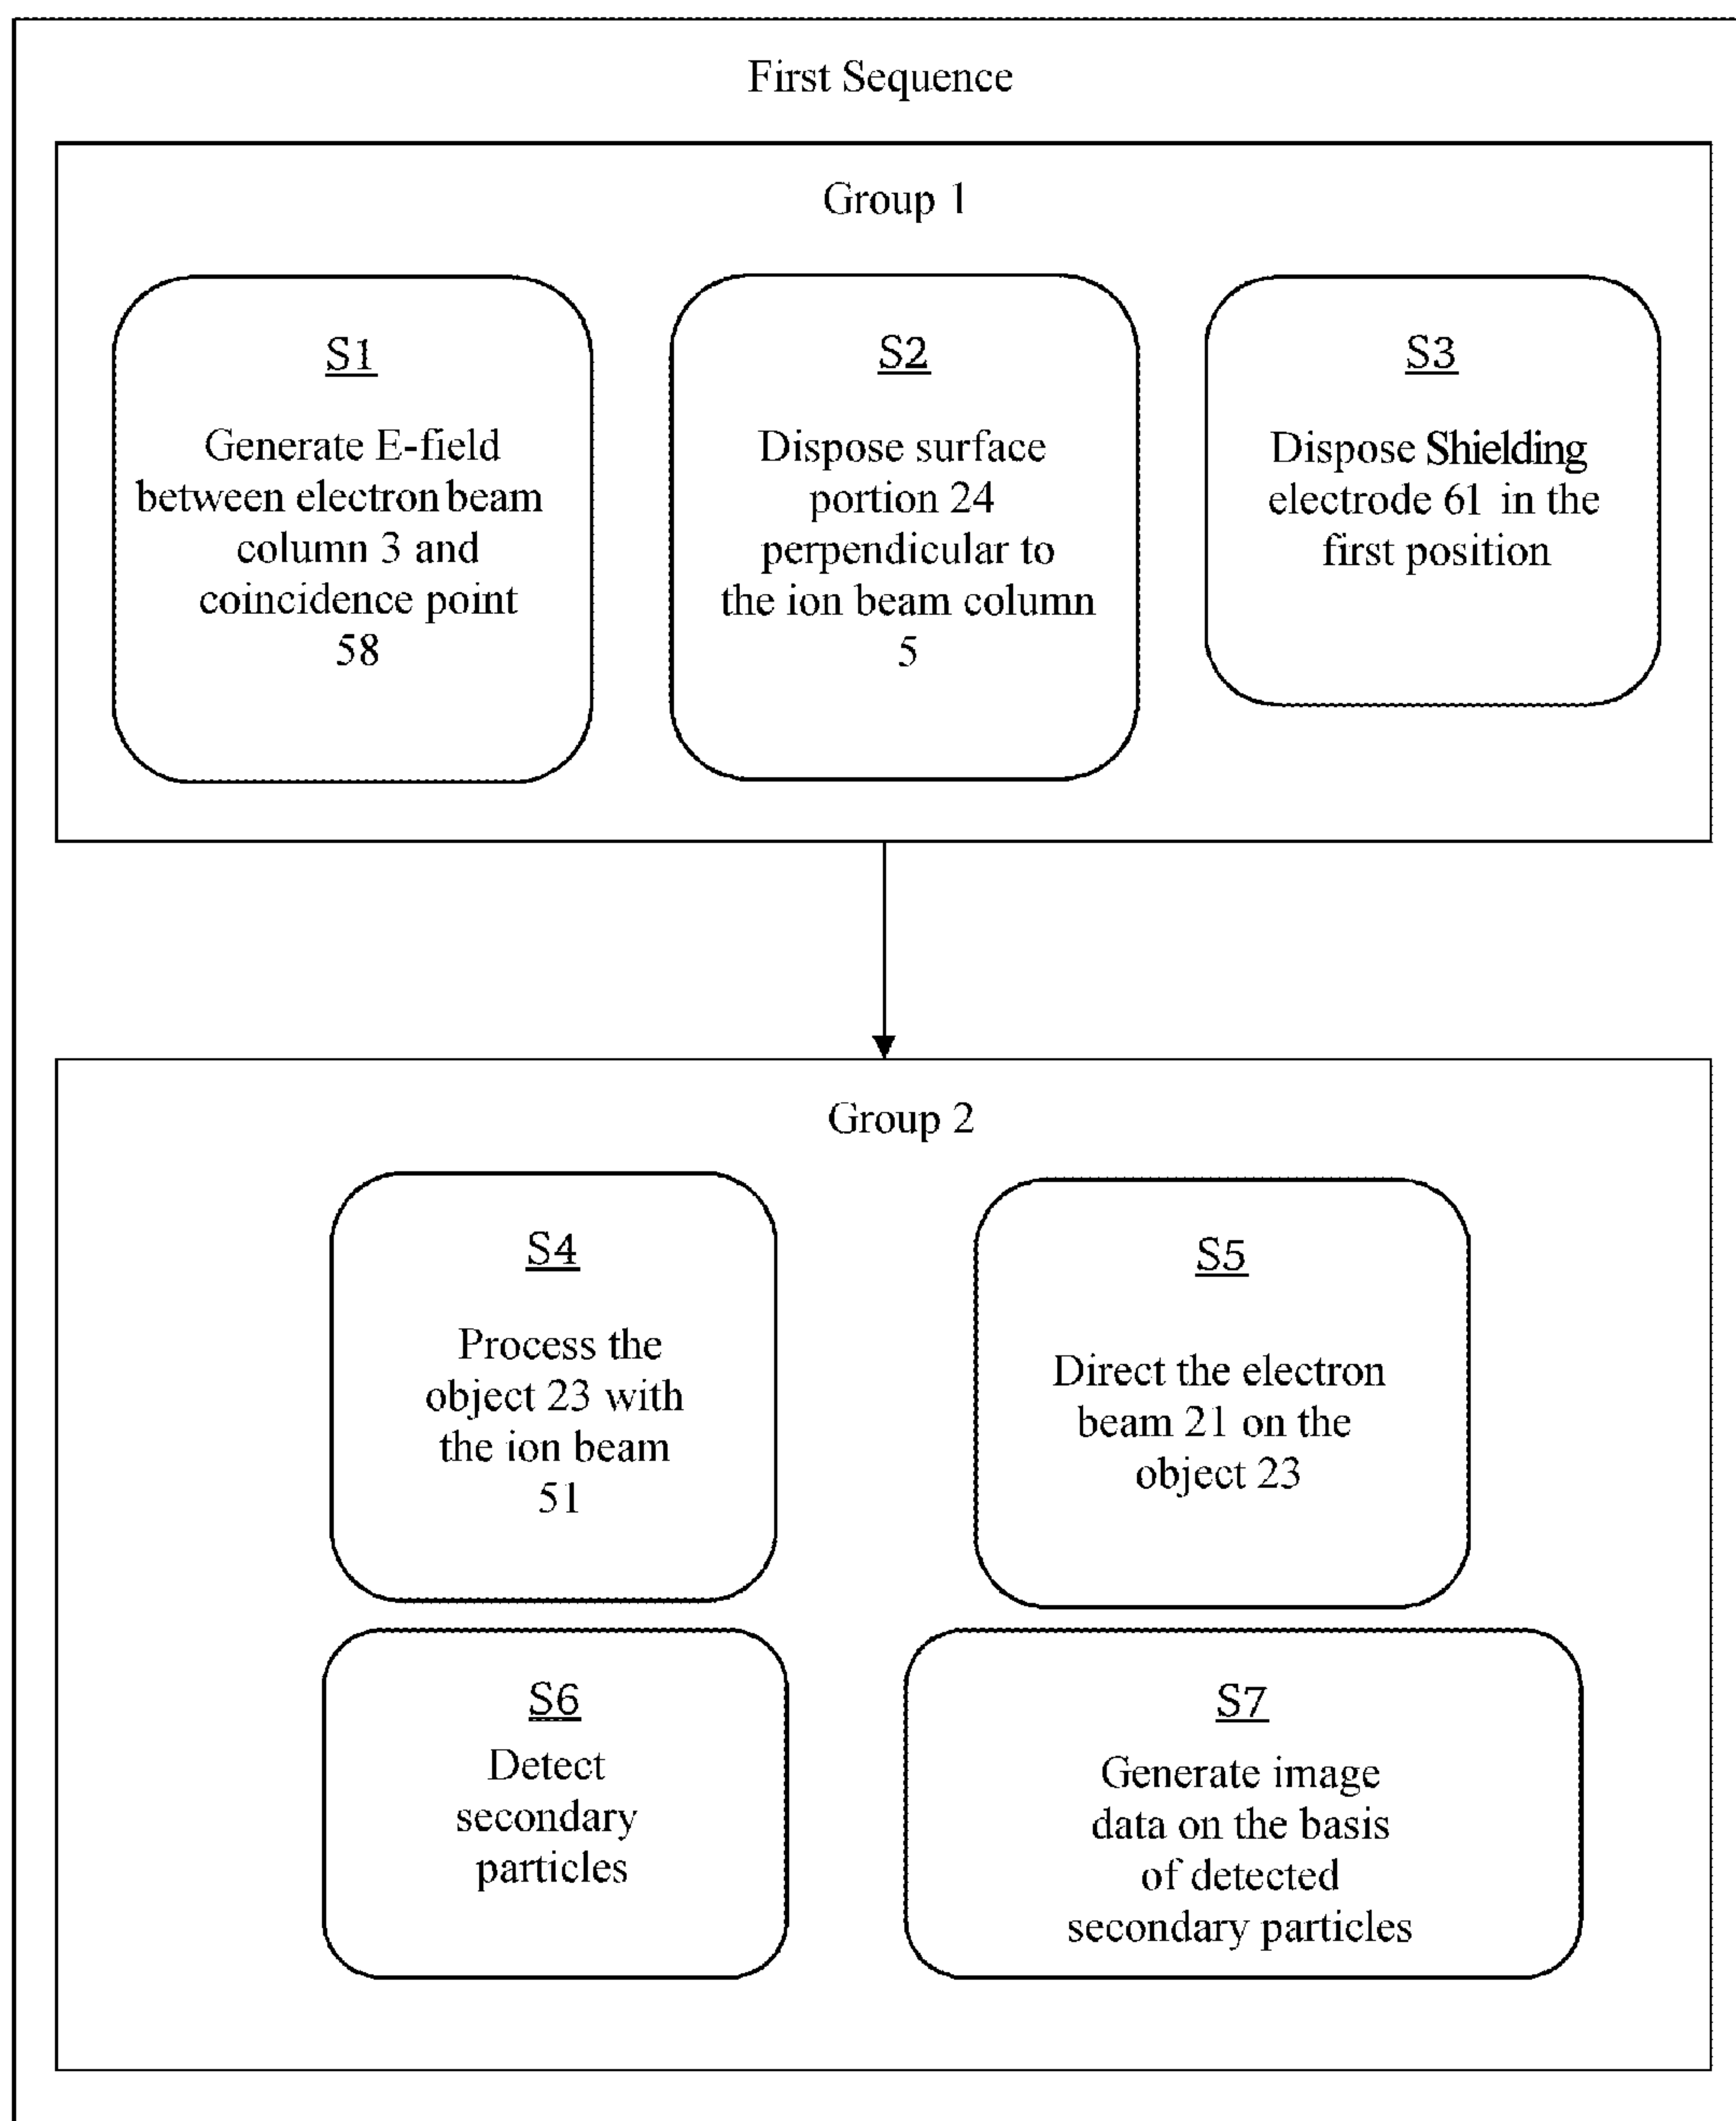 First Sequence
Group 1
S1
Generate E-field
between electron beam
column 3 and
coincidence point
58
S2
Dispose surface
portion 24
perpendicular to
the ion beam column
5
S3
Dispose Shielding
electrode 61 in the
first position
Group 2
S4
Process the
object 23 with
the ion beam
51
S5
Direct the electron
beam 21 on the
object 23
S6
Detect
secondary
particles
S7
Generate image
data on the basis
of detected
secondary particles